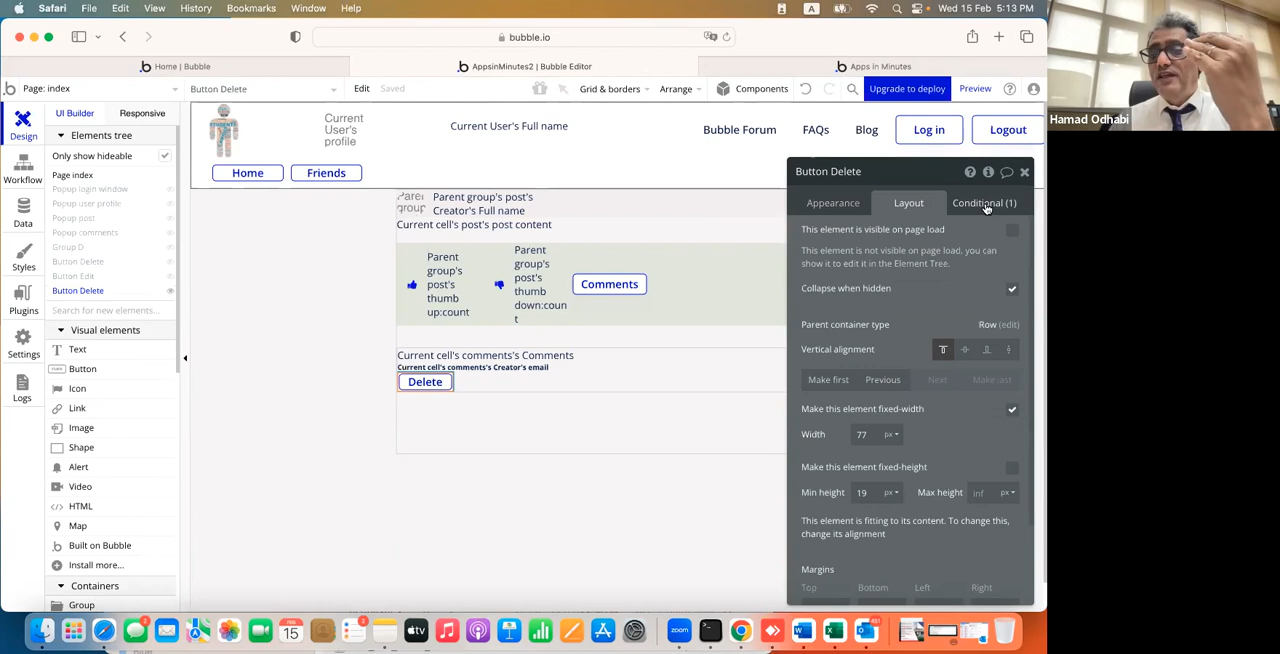 Safari File Edit View History Bookmarks Window Help
A
Wed 15 Feb 5:13 PM
bubble.io
Home | Bubble
AppsinMinutes2 | Bubble Editor
Apps In Minutes
Page: index
Button Delete
Edit
Saved
Grid & borders
Arrange
Components
Upgrade to deploy
Preview
Hamad Odhabi
Design
Workflow
Data
Styles
Plugins
Settings
Logs
UI Builder
Responsive
Elements tree
Only show hideable
Page index
Popup login window
Popup user profile
Popup post
Popup comments
Group D
Button Delete
Button Edit
Button Delete
Search for new elements...
Visual elements
Text
Button
Icon
Link
Image
Shape
Alert
Video
HTML
Map
Built on Bubble
Install more...
Containers
Group
STUDENTS
Current
User's
profile
Current User's Full name
Bubble Forum
FAQs
Blog
Log in
Logout
Home
Friends
Parent
group'
Parent group's post's
Creator's Full name
Current cell's post's post content
Parent
group's
post's
thumb
up:count
Parent
group's
post's
thumb
down:coun
t
Comments
Current cell's comments's Comments
Current cell's comments's Creator's email
Delete
Button Delete
Appearance
Layout
Conditional (1)
This element is visible on page load
This element is not visible on page load, you can
show it to edit it in the Element Tree.
Collapse when hidden
Parent container type
Row (edit)
Vertical alignment
Make first
Previous
Next
Make last
Make this element fixed-width
Width
77
px
Make this element fixed-height
Min height
19
px
Max height
inf
px
This element is fitting to its content. To change this,
change its alignment
Margins
Top
Bottom
Left
Right